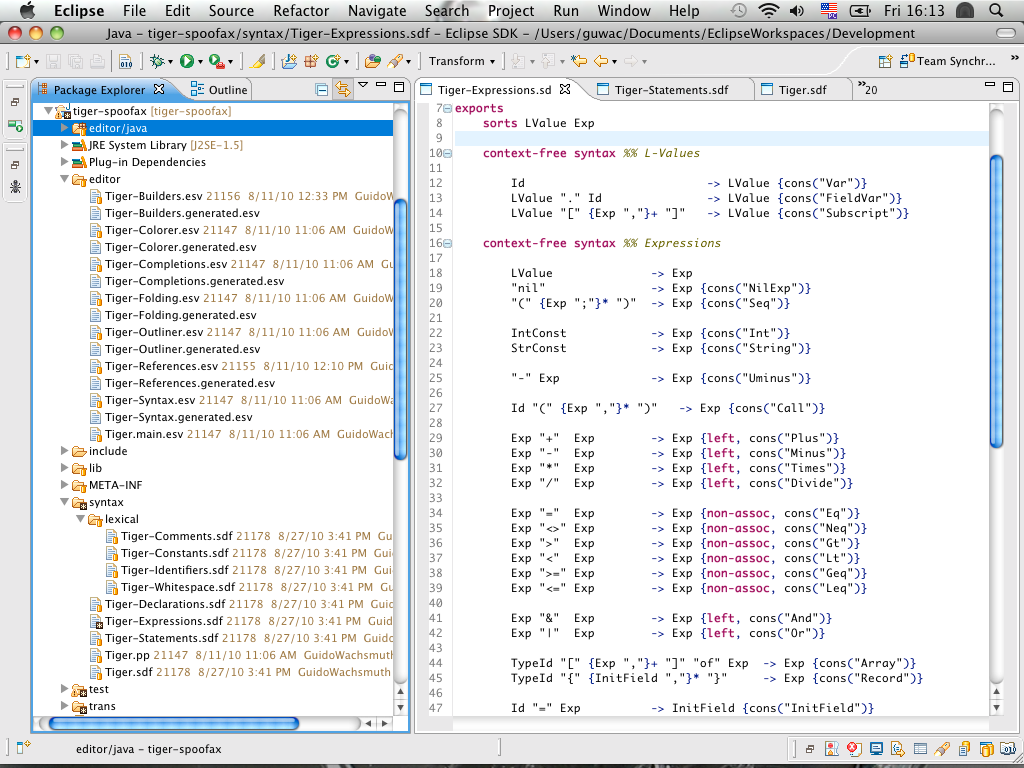 Eclipse File Edit Source Refactor Navigate Search Project Run Window Help Fri 16:13
Java – tiger-spoofax/syntax/Tiger-Expressions.sdf – Eclipse SDK – /Users/guwac/Documents/EclipseWorkspaces/Development
Transform Team Synchr... »
Package Explorer Outline
Tiger-Expressions.sd Tiger-Statements.sdf Tiger.sdf »20
tiger-spoofax [tiger-spoofax]
editor/java
JRE System Library [J2SE-1.5]
Plug-in Dependencies
editor
Tiger-Builders.esv 21156 8/11/10 12:33 PM GuidoW
Tiger-Builders.generated.esv
Tiger-Colorer.esv 21147 8/11/10 11:06 AM GuidoW
Tiger-Colorer.generated.esv
Tiger-Completions.esv 21147 8/11/10 11:06 AM Gu
Tiger-Completions.generated.esv
Tiger-Folding.esv 21147 8/11/10 11:06 AM GuidoW
Tiger-Folding.generated.esv
Tiger-Outliner.esv 21147 8/11/10 11:06 AM Guido
Tiger-Outliner.generated.esv
Tiger-References.esv 21155 8/11/10 12:10 PM Guid
Tiger-References.generated.esv
Tiger-Syntax.esv 21147 8/11/10 11:06 AM GuidoWa
Tiger-Syntax.generated.esv
Tiger.main.esv 21147 8/11/10 11:06 AM GuidoWach
include
lib
META-INF
syntax
lexical
Tiger-Comments.sdf 21178 8/27/10 3:41 PM Gu
Tiger-Constants.sdf 21178 8/27/10 3:41 PM Gui
Tiger-Identifiers.sdf 21178 8/27/10 3:41 PM Gui
Tiger-Whitespace.sdf 21178 8/27/10 3:41 PM G
Tiger-Declarations.sdf 21178 8/27/10 3:41 PM Guic
Tiger-Expressions.sdf 21178 8/27/10 3:41 PM Guid
Tiger-Statements.sdf 21178 8/27/10 3:41 PM Guido
Tiger.pp 21147 8/11/10 11:06 AM GuidoWachsmuth
Tiger.sdf 21178 8/27/10 3:41 PM GuidoWachsmuth
test
trans
7 exports
8 sorts LValue Exp
9
10 context-free syntax %% L-Values
11
12 Id -> LValue {cons("Var")}
13 LValue "." Id -> LValue {cons("FieldVar")}
14 LValue "[" {Exp ","}+ "]" -> LValue {cons("Subscript")}
15
16 context-free syntax %% Expressions
17
18 LValue -> Exp
19 "nil" -> Exp {cons("NilExp")}
20 "(" {Exp ";"}* ")" -> Exp {cons("Seq")}
21
22 IntConst -> Exp {cons("Int")}
23 StrConst -> Exp {cons("String")}
24
25 "-" Exp -> Exp {cons("Uminus")}
26
27 Id "(" {Exp ","}* ")" -> Exp {cons("Call")}
28
29 Exp "+" Exp -> Exp {left, cons("Plus")}
30 Exp "-" Exp -> Exp {left, cons("Minus")}
31 Exp "*" Exp -> Exp {left, cons("Times")}
32 Exp "/" Exp -> Exp {left, cons("Divide")}
33
34 Exp "=" Exp -> Exp {non-assoc, cons("Eq")}
35 Exp "<>" Exp -> Exp {non-assoc, cons("Neq")}
36 Exp ">" Exp -> Exp {non-assoc, cons("Gt")}
37 Exp "<" Exp -> Exp {non-assoc, cons("Lt")}
38 Exp ">=" Exp -> Exp {non-assoc, cons("Geq")}
39 Exp "<=" Exp -> Exp {non-assoc, cons("Leq")}
40
41 Exp "&" Exp -> Exp {left, cons("And")}
42 Exp "|" Exp -> Exp {left, cons("Or")}
43
44 TypeId "[" {Exp ","}+ "]" "of" Exp -> Exp {cons("Array")}
45 TypeId "{" {InitField ","}* "}" -> Exp {cons("Record")}
46
47 Id "=" Exp -> InitField {cons("InitField")}
editor/java – tiger-spoofax